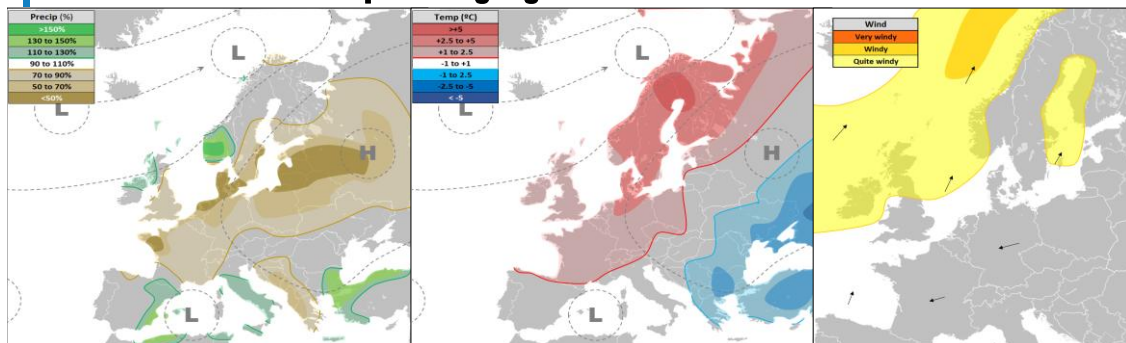 Precip (%)
>150%
130 to 150%
110 to 130%
90 to 110%
70 to 90%
50 to 70%
<50%
L
L
H
L
Temp (ºC)
>+5
+2.5 to +5
+1 to 2.5
-1 to +1
-1 to 2.5
-2.5 to -5
< -5
L
L
H
L
Wind
Very windy
Windy
Quite windy